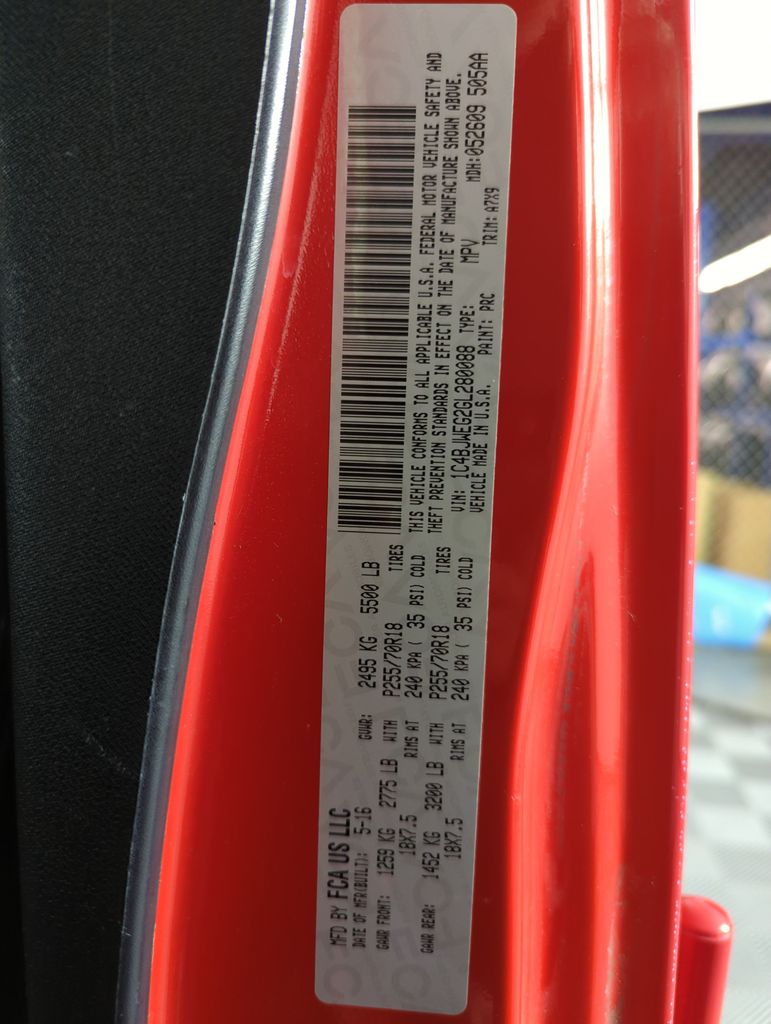 MFD BY FCA US LLC
DATE OF MFR(BUILT): 5-16 GVWR: 2495 KG 5500 LB
GAWR FRONT: 1259 KG 2775 LB WITH P255/70R18 TIRES
18X7.5 RIMS AT 240 KPA ( 35 PSI) COLD
GAWR REAR: 1452 KG 3200 LB WITH P255/70R18 TIRES
18X7.5 RIMS AT 240 KPA ( 35 PSI) COLD
THIS VEHICLE CONFORMS TO ALL APPLICABLE U.S.A. FEDERAL MOTOR VEHICLE SAFETY AND
THEFT PREVENTION STANDARDS IN EFFECT ON THE DATE OF MANUFACTURE SHOWN ABOVE.
VIN: 1C4BJWEG2GL280088 TYPE: MPV MDH:052609 505AA
VEHICLE MADE IN U.S.A. PAINT: PRC TRIM: A7X9